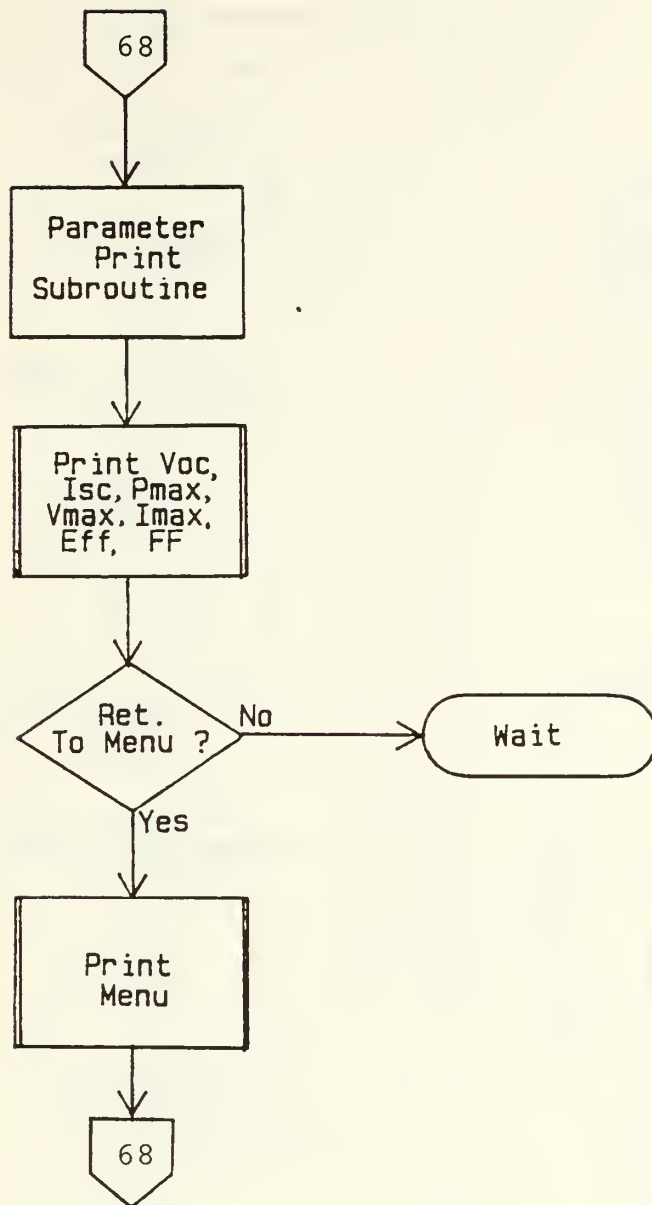 68
Parameter
Print
Subroutine
Print Voc,
Isc, Pmax,
Vmax, Imax,
Eff, FF
Ret.
To Menu ?
No
Wait
Yes
Print
Menu
68